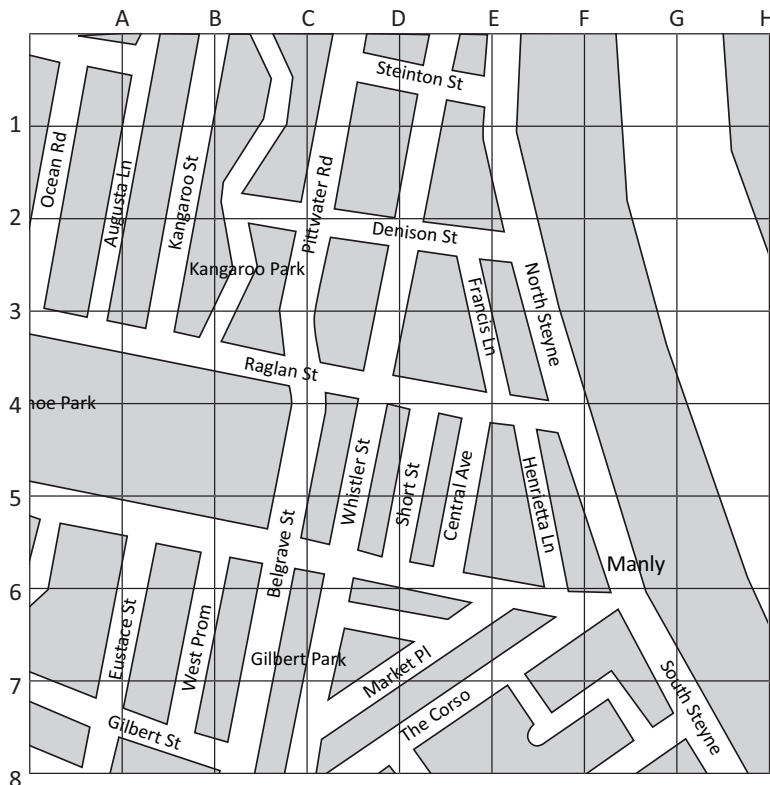 A B C D E F G H
Steinton St
1
Ocean Rd
Augusta Ln
Kangaroo St
Pittwater Rd
2
Denison St
Kangaroo Park
Francis Ln
North Steyne
3
Raglan St
noe Park
4
Whistler St
Short St
Central Ave
Henrietta Ln
5
Belgrave St
Manly
6
Eustace St
West Prom
Gilbert Park
Market Pl
South Steyne
7
The Corso
Gilbert St
8